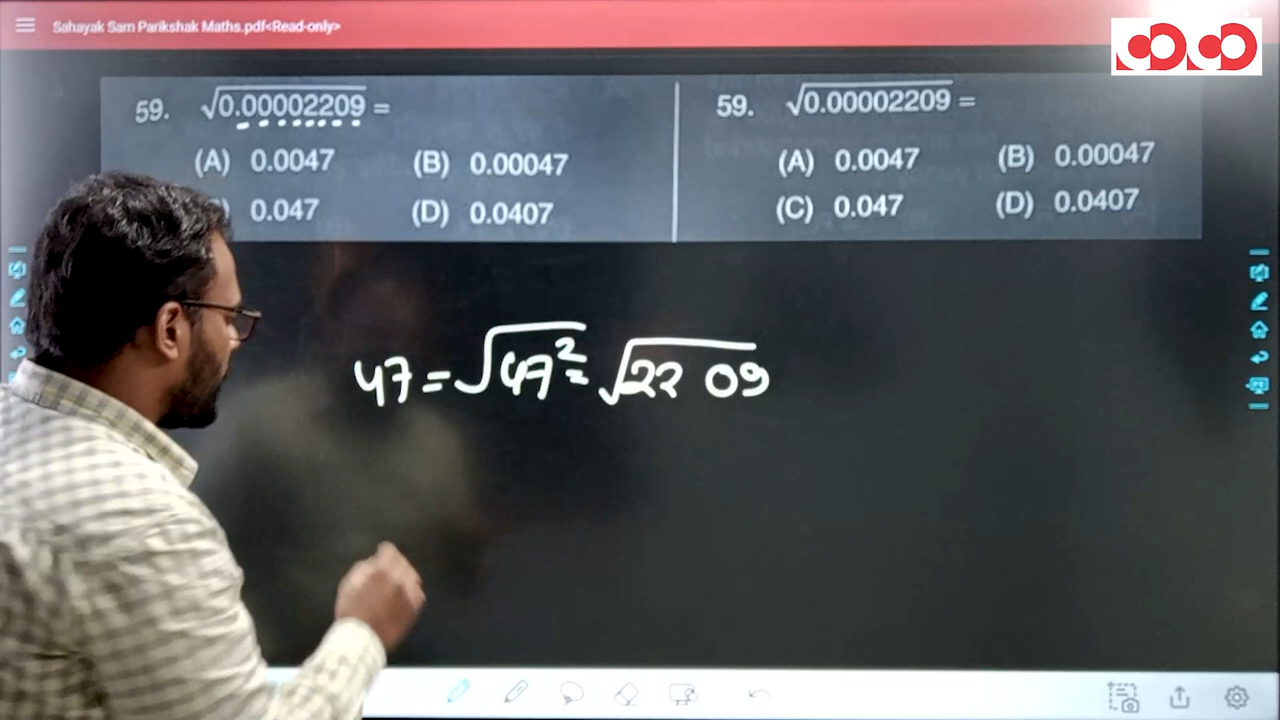 Sahayak Sam Parikshak Maths.pdf<Read-only>
59. √0.00002209 =
(A) 0.0047 (B) 0.00047
0.047 (D) 0.0407
59. √0.00002209 =
(A) 0.0047 (B) 0.00047
(C) 0.047 (D) 0.0407
47 = √47² = √22 09